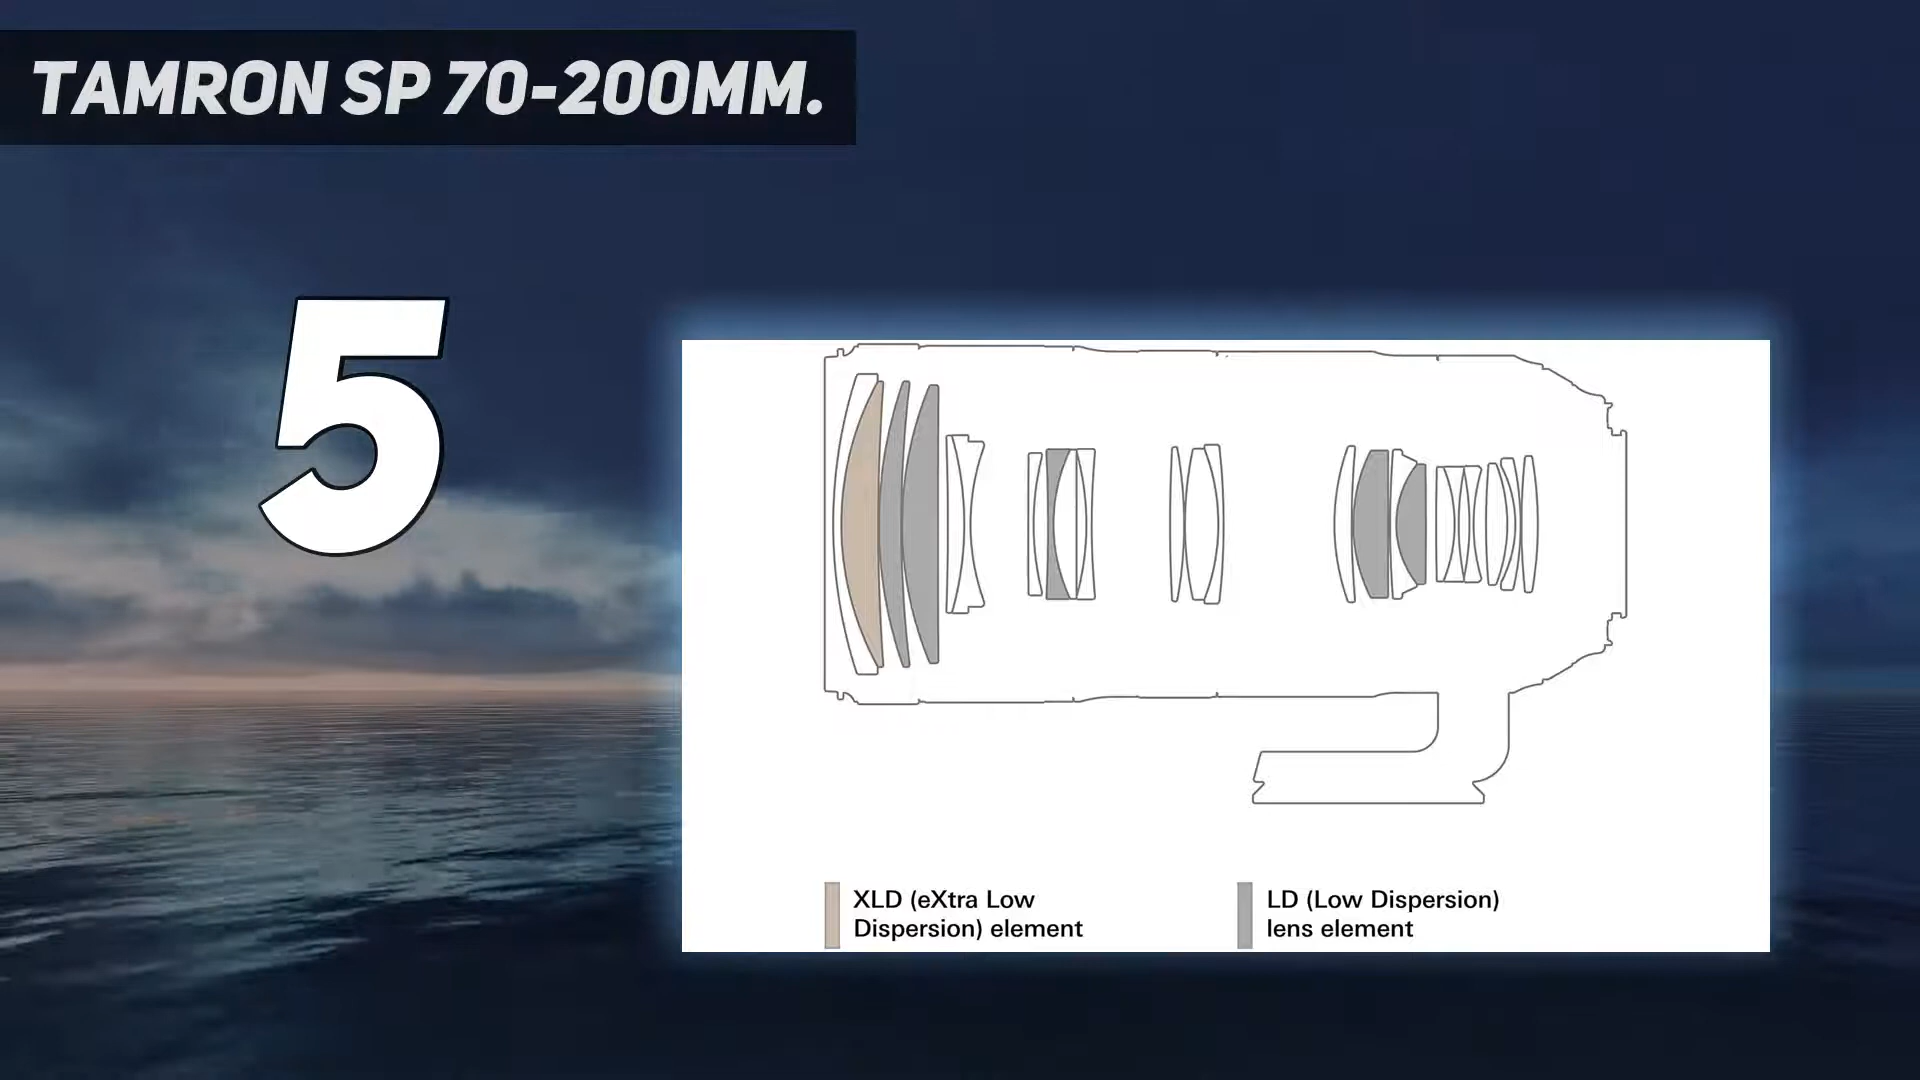 TAMRON SP 70-200MM.
5
XLD (eXtra Low
Dispersion) element
LD (Low Dispersion)
lens element